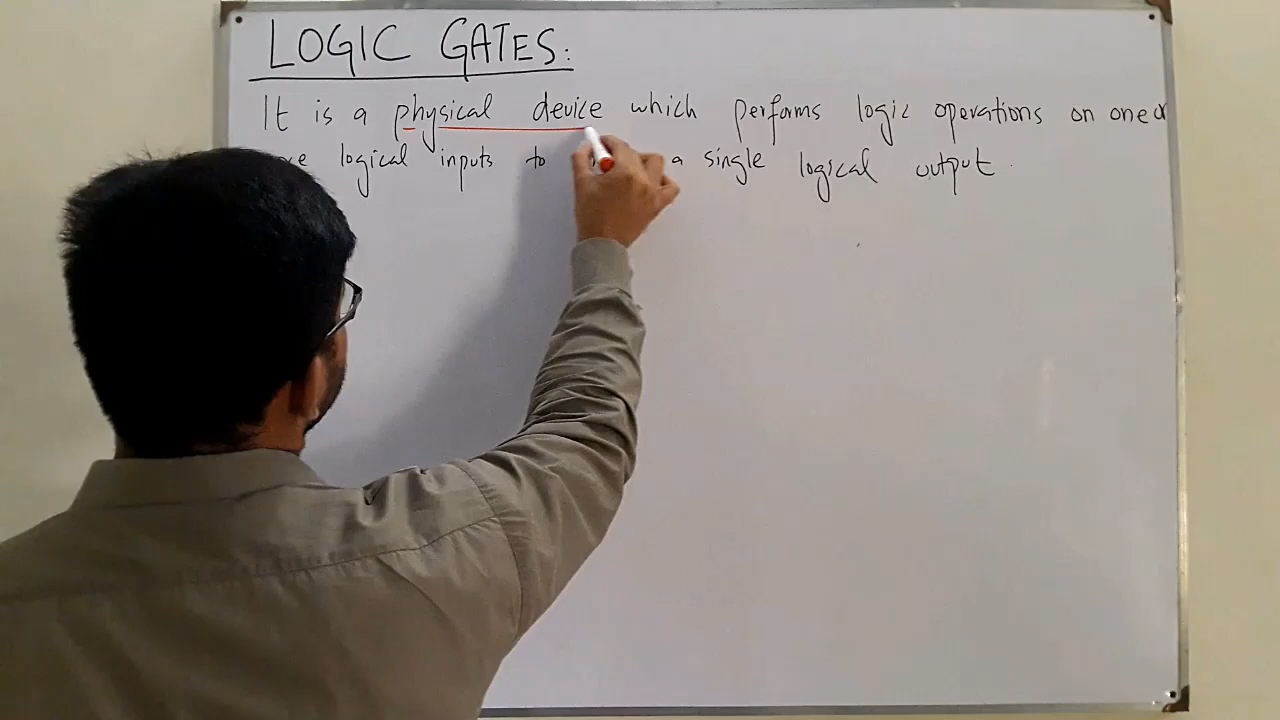 LOGIC GATES:
It is a physical device which performs logic operations on one or
logical inputs to a single logical output.